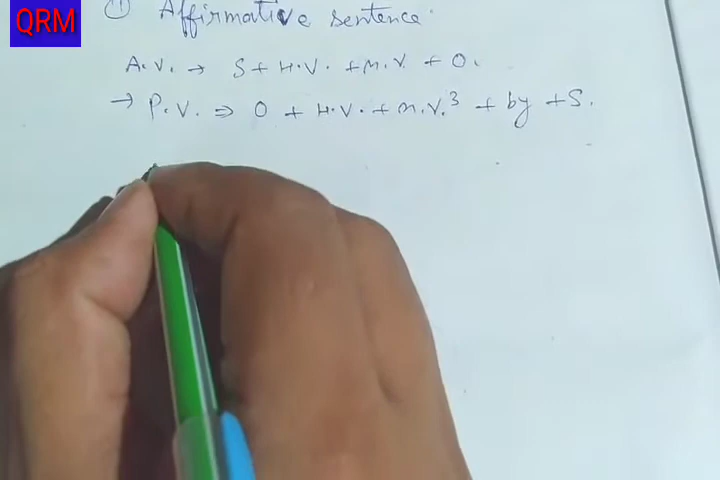 QRM
① Affirmative sentence.
A.V. → S + H.V. + M.V. + O.
→ P.V. ⇒ O + H.V. + M.V.³ + by + S.